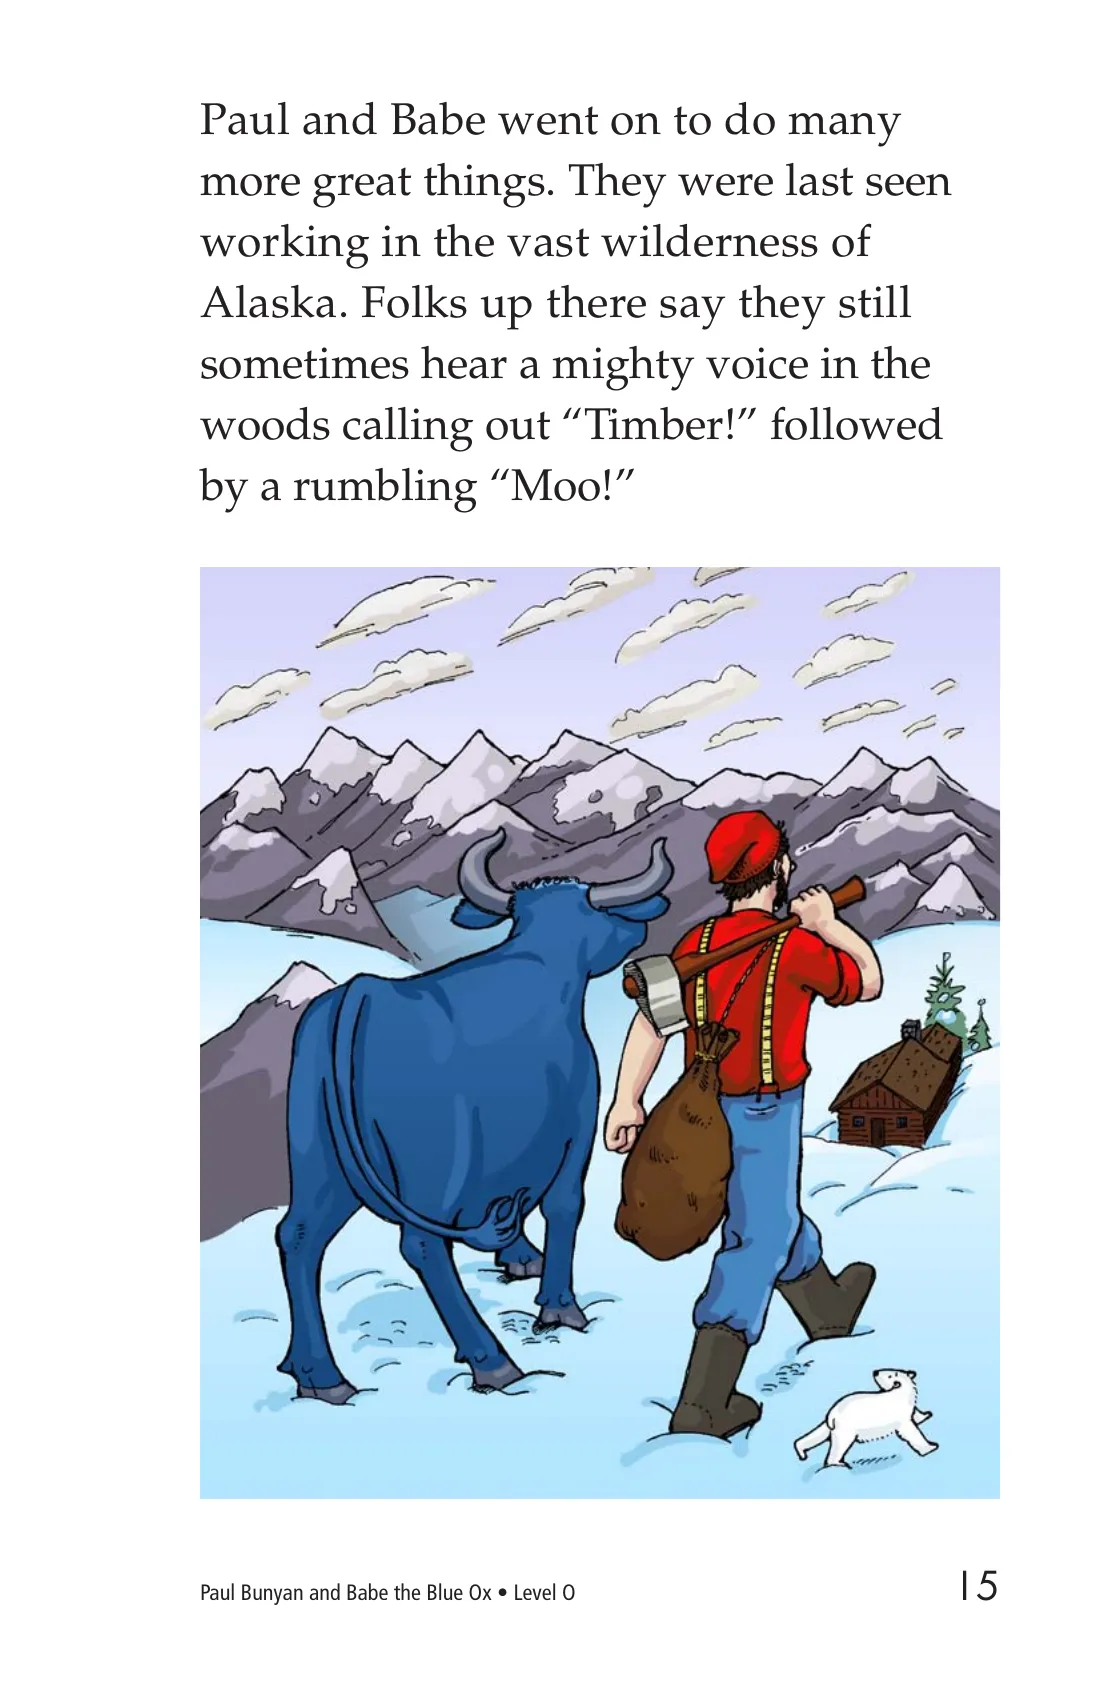 Paul and Babe went on to do many
more great things. They were last seen
working in the vast wilderness of
Alaska. Folks up there say they still
sometimes hear a mighty voice in the
woods calling out “Timber!” followed
by a rumbling “Moo!”
Paul Bunyan and Babe the Blue Ox • Level O
15